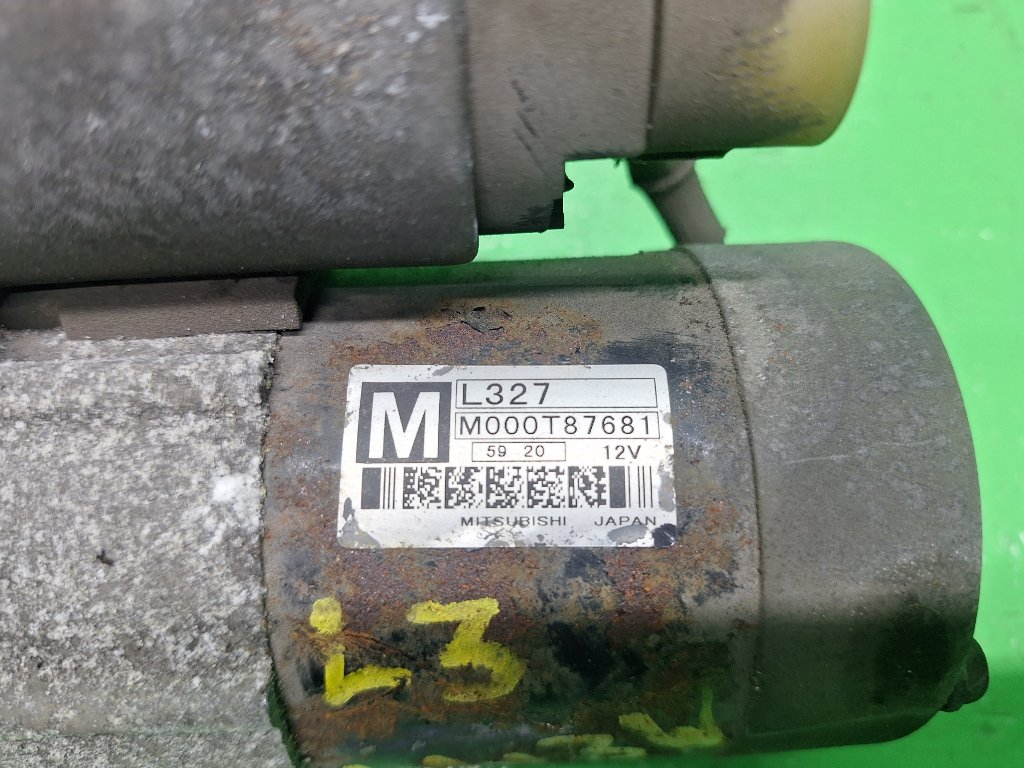 M L327
M000T87681
59 20 12V
MITSUBISHI JAPAN
L3